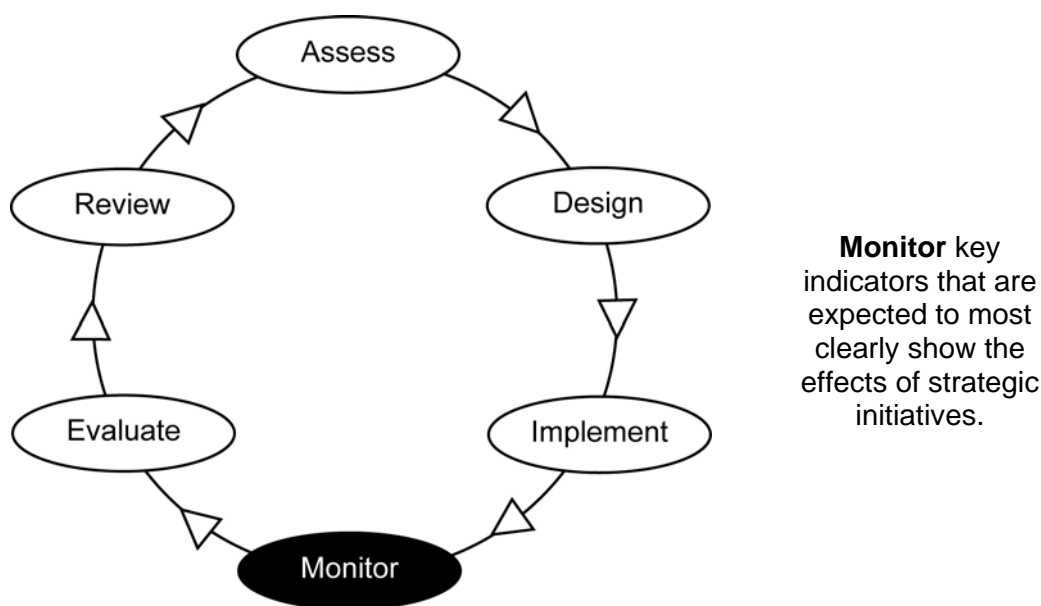 Assess
Review
Design
Monitor key
indicators that are
expected to most
clearly show the
effects of strategic
initiatives.
Evaluate
Implement
Monitor